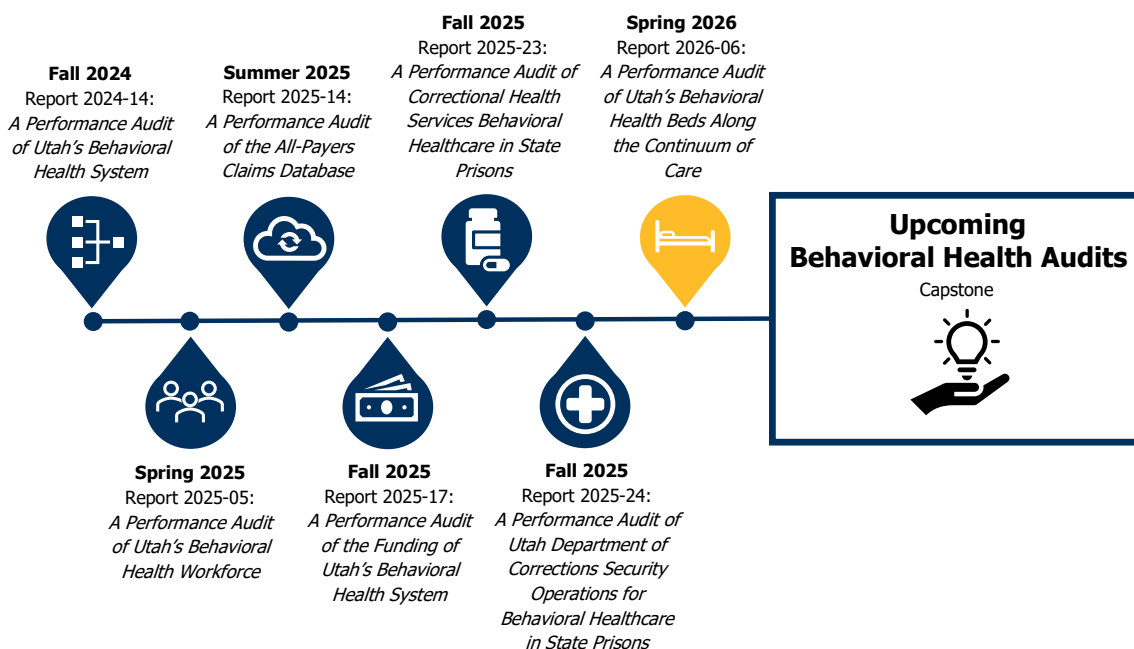 Fall 2024
Report 2024-14:
A Performance Audit
of Utah's Behavioral
Health System
Spring 2025
Report 2025-05:
A Performance Audit
of Utah's Behavioral
Health Workforce
Summer 2025
Report 2025-14:
A Performance Audit
of the All-Payers
Claims Database
Fall 2025
Report 2025-17:
A Performance Audit
of the Funding of
Utah's Behavioral
Health System
Fall 2025
Report 2025-23:
A Performance Audit of
Correctional Health
Services Behavioral
Healthcare in State
Prisons
Fall 2025
Report 2025-24:
A Performance Audit of
Utah Department of
Corrections Security
Operations for
Behavioral Healthcare
in State Prisons
Spring 2026
Report 2026-06:
A Performance Audit
of Utah's Behavioral
Health Beds Along
the Continuum of
Care
Upcoming
Behavioral Health Audits
Capstone